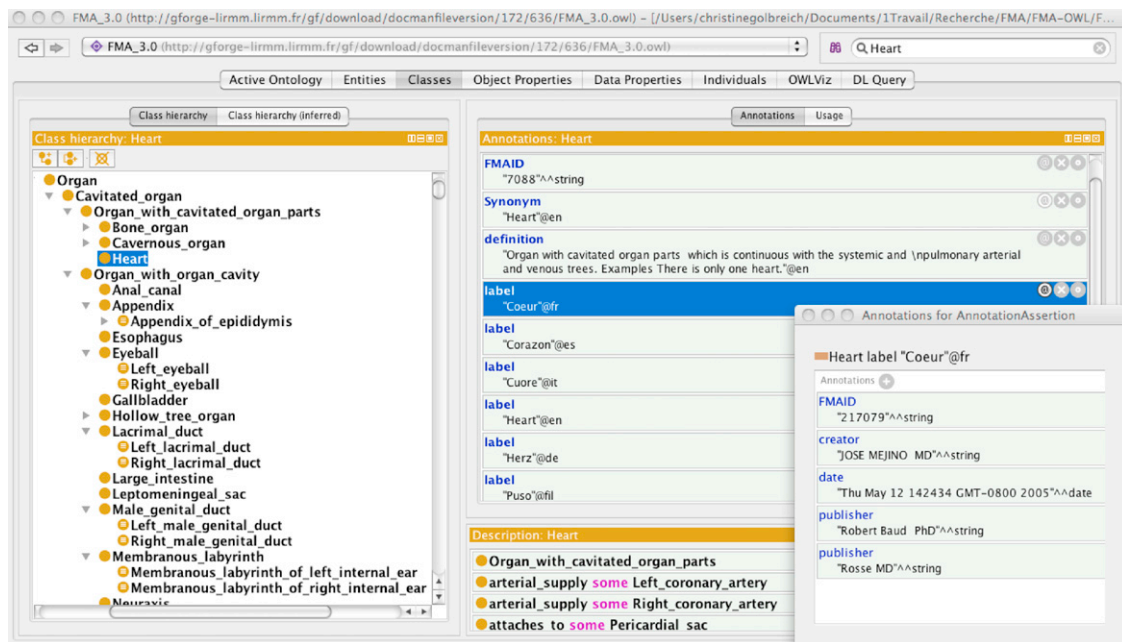 FMA_3.0 (http://gforge-lirmm.lirmm.fr/gf/download/docmanfileversion/172/636/FMA_3.0.owl) – [/Users/christinegolbreich/Documents/1Travail/Recherche/FMA/FMA-OWL/F...
FMA_3.0 (http://gforge-lirmm.lirmm.fr/gf/download/docmanfileversion/172/636/FMA_3.0.owl)
Heart
Active Ontology Entities Classes Object Properties Data Properties Individuals OWLViz DL Query
Class hierarchy Class hierarchy (inferred)
Class hierarchy: Heart
Organ
Cavitated_organ
Organ_with_cavitated_organ_parts
Bone_organ
Cavernous_organ
Heart
Organ_with_organ_cavity
Anal_canal
Appendix
Appendix_of_epididymis
Esophagus
Eyeball
Left_eyeball
Right_eyeball
Gallbladder
Hollow_tree_organ
Lacrimal_duct
Left_lacrimal_duct
Right_lacrimal_duct
Large_intestine
Leptomeningeal_sac
Male_genital_duct
Left_male_genital_duct
Right_male_genital_duct
Membranous_labyrinth
Membranous_labyrinth_of_left_internal_ear
Membranous_labyrinth_of_right_internal_ear
Neuraxis
Annotations Usage
Annotations: Heart
FMAID
"7088"^^string
Synonym
"Heart"@en
definition
"Organ with cavitated organ parts which is continuous with the systemic and \npulmonary arterial
and venous trees. Examples There is only one heart."@en
label
"Coeur"@fr
label
"Corazon"@es
label
"Cuore"@it
label
"Heart"@en
label
"Herz"@de
label
"Puso"@fil
Description: Heart
Organ_with_cavitated_organ_parts
arterial_supply some Left_coronary_artery
arterial_supply some Right_coronary_artery
attaches_to some Pericardial_sac
Annotations for AnnotationAssertion
Heart label "Coeur"@fr
Annotations
FMAID
"217079"^^string
creator
"JOSE MEJINO MD"^^string
date
"Thu May 12 142434 GMT-0800 2005"^^date
publisher
"Robert Baud PhD"^^string
publisher
"Rosse MD"^^string